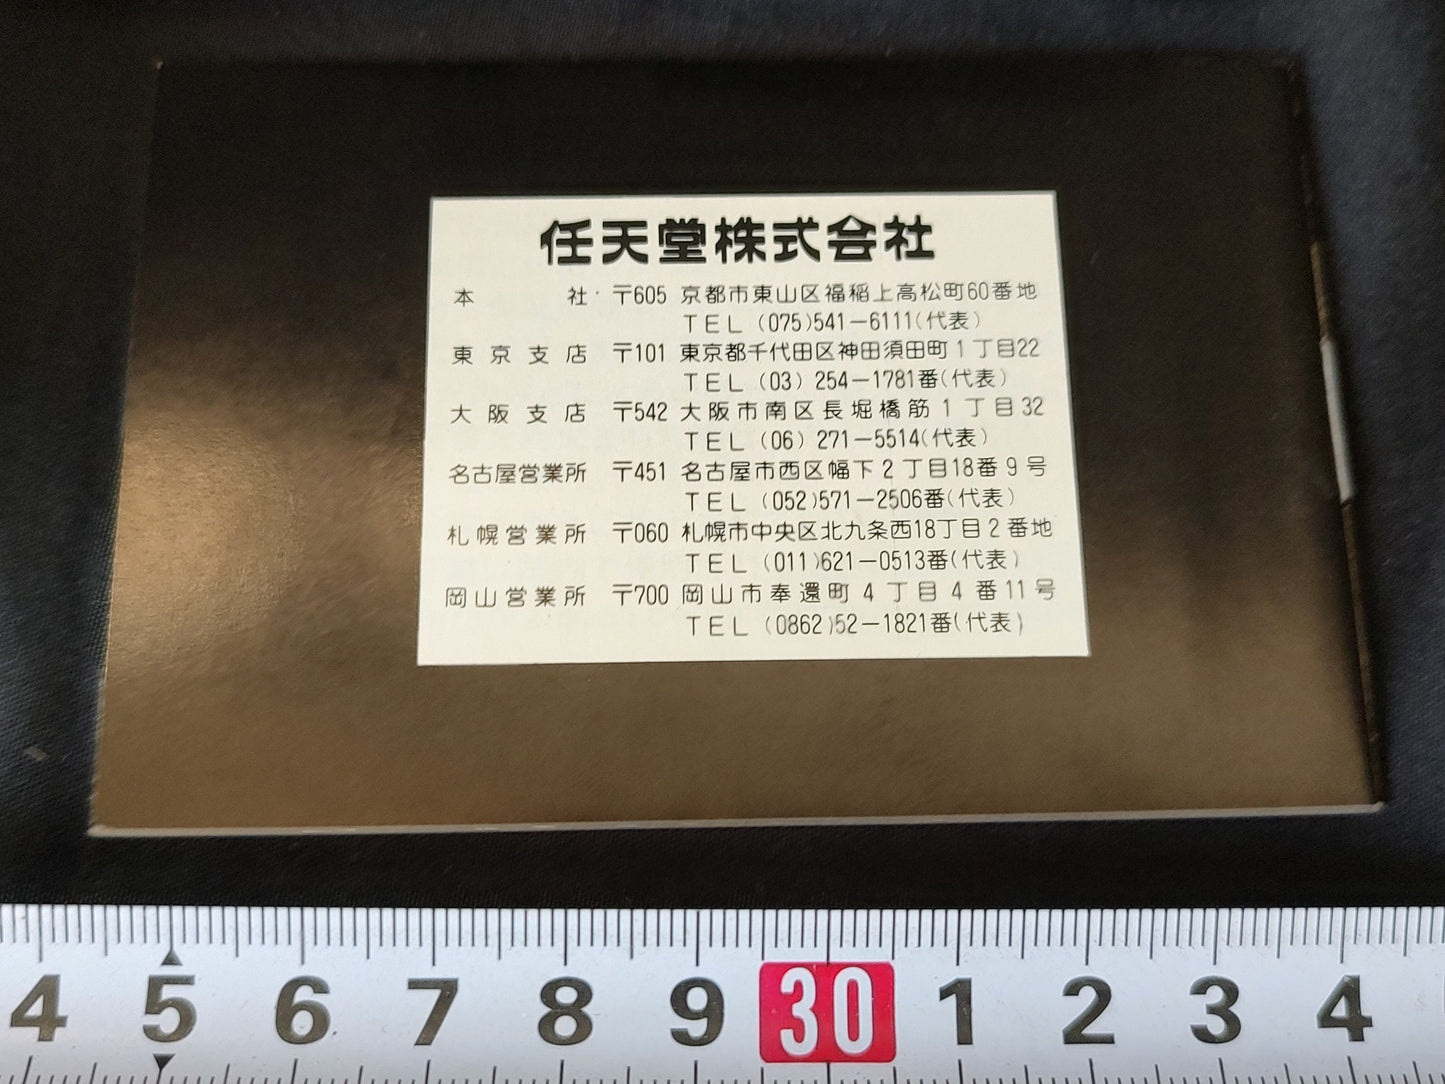 任天堂株式会社
本社 〒605 京都市東山区福稲上高松町60番地
TEL (075)541-6111(代表)
東京支店 〒101 東京都千代田区神田須田町1丁目22
TEL (03) 254-1781番(代表)
大阪支店 〒542 大阪市南区長堀橋筋1丁目32
TEL (06) 271-5514(代表)
名古屋営業所 〒451 名古屋市西区幅下2丁目18番9号
TEL (052)571-2506番(代表)
札幌営業所 〒060 札幌市中央区北九条西18丁目2番地
TEL (011)621-0513番(代表)
岡山営業所 〒700 岡山市奉還町4丁目4番11号
TEL (0862)52-1821番(代表)
4 5 6 7 8 9 30 1 2 3 4